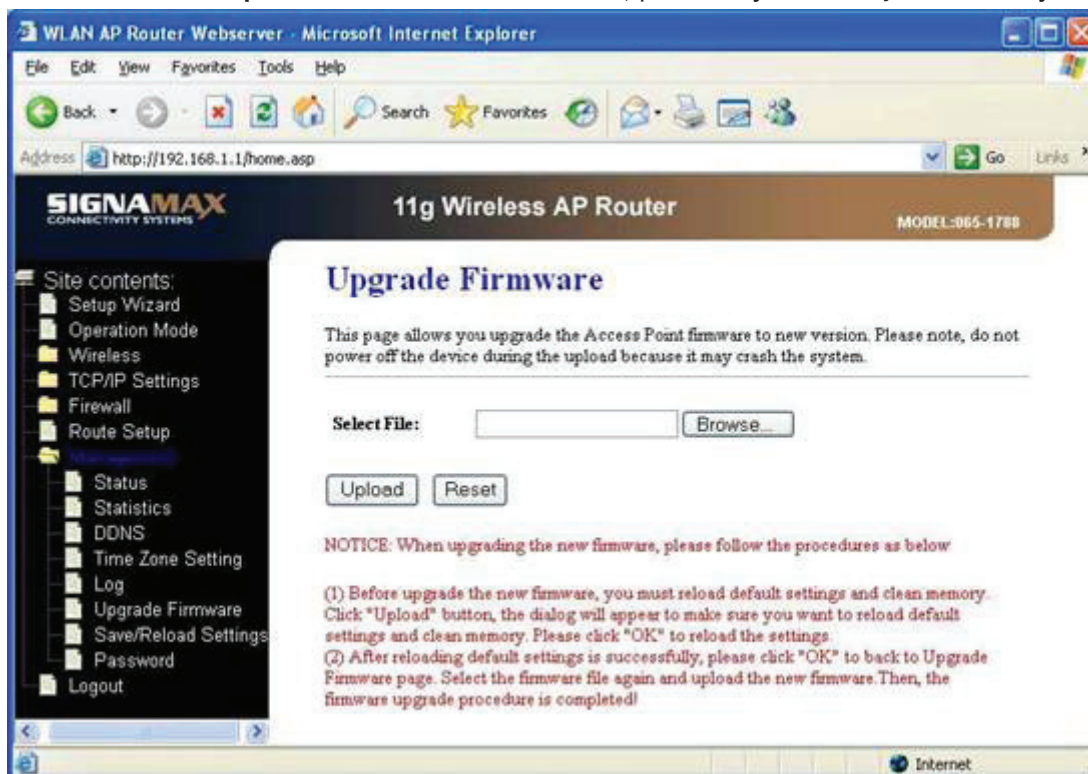 WLAN AP Router Webserver - Microsoft Internet Explorer
File Edit View Favorites Tools Help
Back Search Favorites
Address http://192.168.1.1/home.asp Go Links
SIGNAMAX
CONNECTIVITY SYSTEMS
11g Wireless AP Router
MODEL:065-1788
Site contents:
Setup Wizard
Operation Mode
Wireless
TCP/IP Settings
Firewall
Route Setup
Management
Status
Statistics
DDNS
Time Zone Setting
Log
Upgrade Firmware
Save/Reload Settings
Password
Logout
Upgrade Firmware
This page allows you upgrade the Access Point firmware to new version. Please note, do not
power off the device during the upload because it may crash the system.
Select File: Browse...
Upload Reset
NOTICE: When upgrading the new firmware, please follow the procedures as below
(1) Before upgrade the new firmware, you must reload default settings and clean memory.
Click "Upload" button, the dialog will appear to make sure you want to reload default
settings and clean memory. Please click "OK" to reload the settings.
(2) After reloading default settings is successfully, please click "OK" to back to Upgrade
Firmware page. Select the firmware file again and upload the new firmware.Then, the
firmware upgrade procedure is completed!
Internet